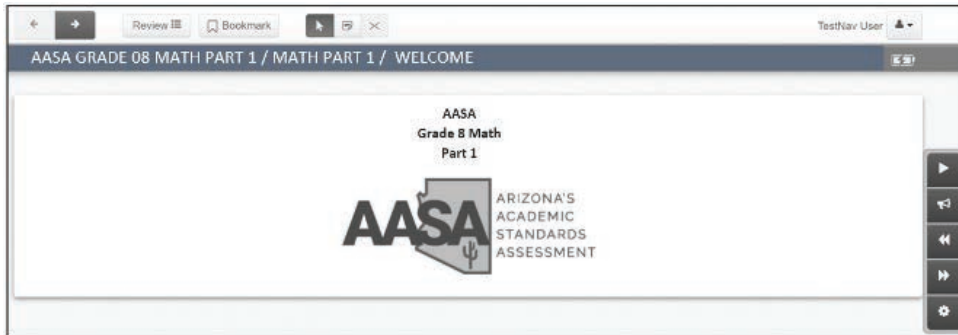 Review Bookmark TestNav User
AASA GRADE 08 MATH PART 1 / MATH PART 1 / WELCOME
AASA
Grade 8 Math
Part 1
AASA
ARIZONA'S
ACADEMIC
STANDARDS
ASSESSMENT